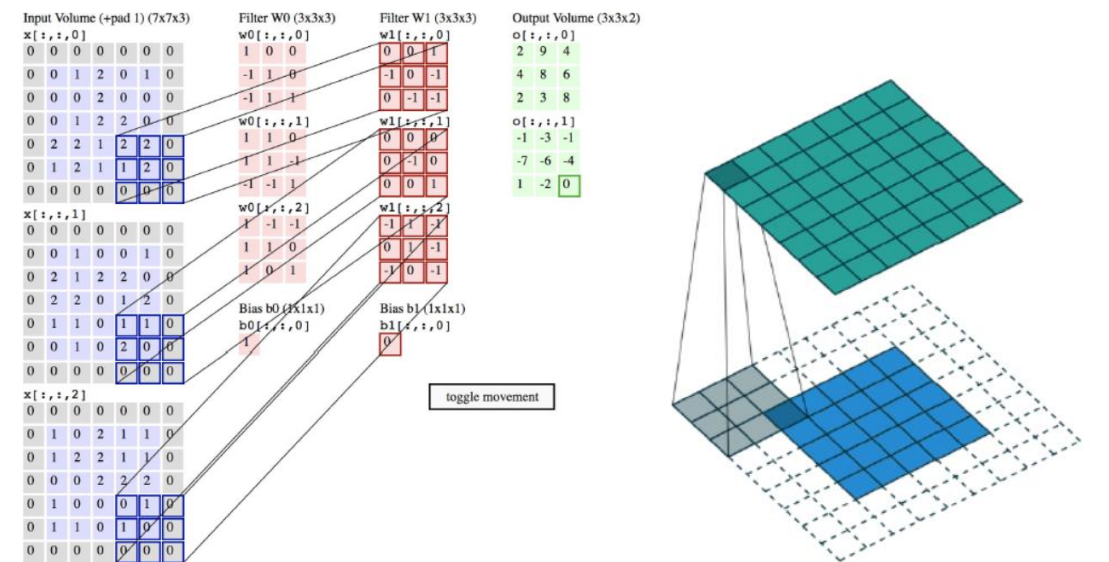 Input Volume (+pad 1) (7x7x3)
x[:,:,0]
0 0 0 0 0 0 0
0 0 1 2 0 1 0
0 0 0 2 0 0 0
0 0 1 2 2 0 0
0 2 2 1 2 2 0
0 1 2 1 1 2 0
0 0 0 0 0 0 0
x[:,:,1]
0 0 0 0 0 0 0
0 0 1 0 0 1 0
0 2 1 2 2 0 0
0 2 2 0 1 2 0
0 1 1 0 1 1 0
0 0 1 0 2 0 0
0 0 0 0 0 0 0
x[:,:,2]
0 0 0 0 0 0 0
0 1 0 2 1 1 0
0 1 2 2 1 1 0
0 0 0 2 2 2 0
0 1 0 0 0 1 0
0 1 1 0 1 0 0
0 0 0 0 0 0 0
Filter W0 (3x3x3)
w0[:,:,0]
1 0 0
-1 1 0
-1 1 1
w0[:,:,1]
1 1 0
1 1 -1
-1 -1 1
w0[:,:,2]
1 -1 -1
1 1 0
1 0 1
Bias b0 (1x1x1)
b0[:,:,0]
1
Filter W1 (3x3x3)
w1[:,:,0]
0 0 1
-1 0 -1
0 -1 -1
w1[:,:,1]
0 0 0
0 -1 0
0 0 1
w1[:,:,2]
-1 1 -1
0 1 -1
-1 0 -1
Bias b1 (1x1x1)
b1[:,:,0]
0
Output Volume (3x3x2)
o[:,:,0]
2 9 4
4 8 6
2 3 8
o[:,:,1]
-1 -3 -1
-7 -6 -4
1 -2 0
toggle movement